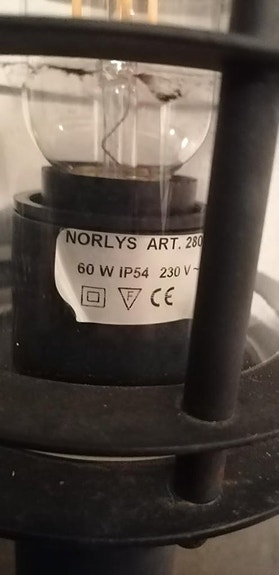 NORLYS ART. 280
60 W IP54 230 V~
F CE